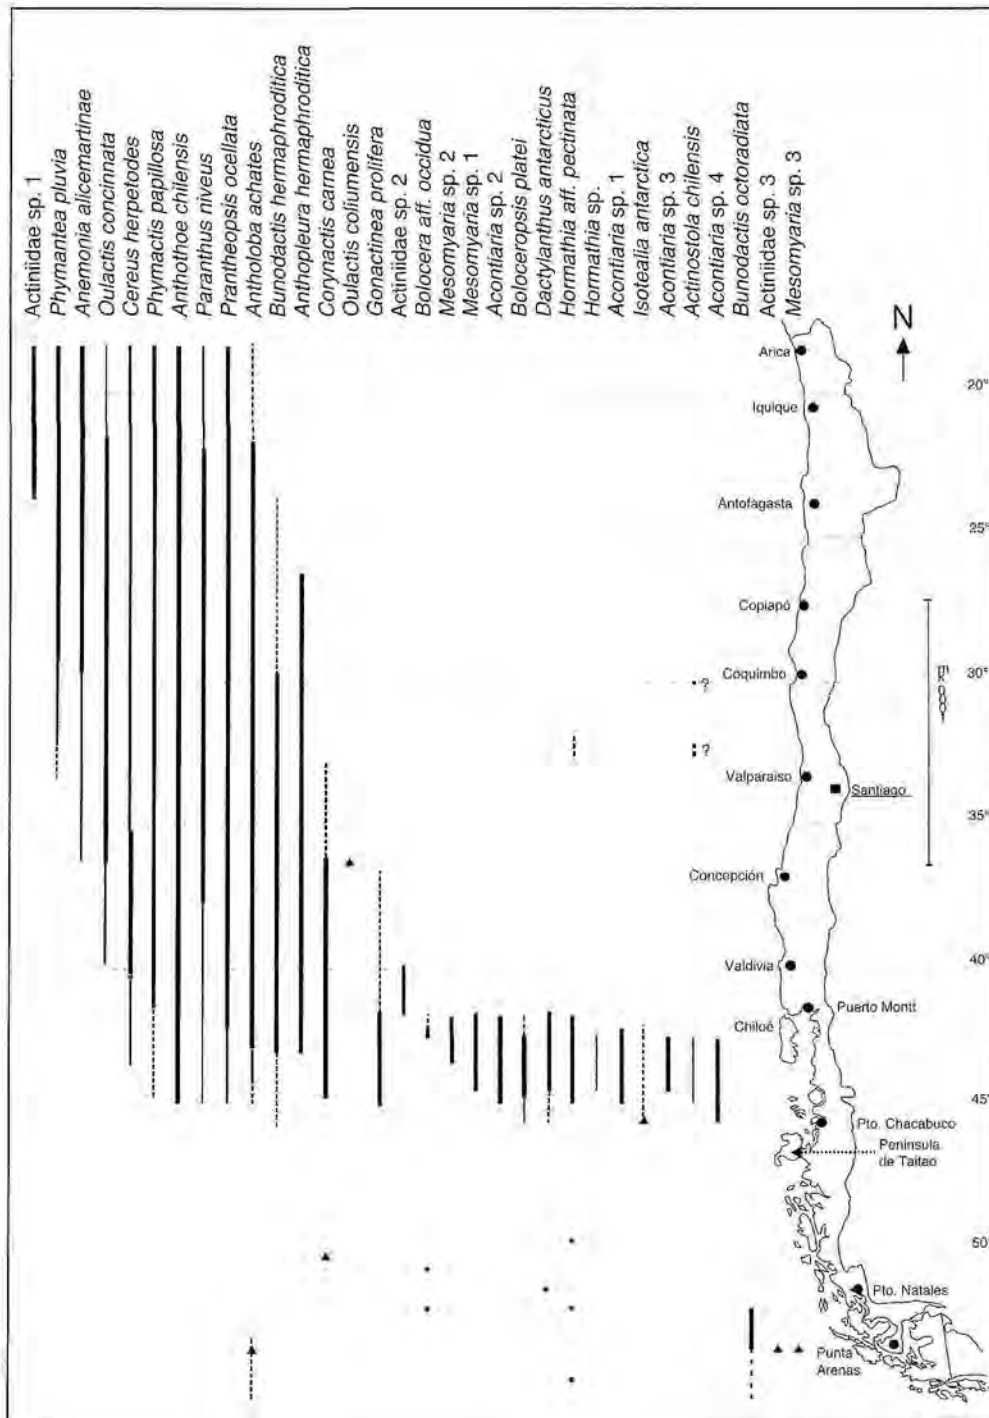 Actiniidae sp. 1
Phymantea pluvia
Anemonia alicemartinae
Oulactis concinnata
Cereus herpetodes
Phymactis papillosa
Anthothoe chilensis
Paranthus niveus
Prantheopsis ocellata
Antholoba achates
Bunodactis hermaphroditica
Anthopleura hermaphroditica
Corynactis carnea
Oulactis coliumensis
Gonactinea prolifera
Actiniidae sp. 2
Bolocera aff. occidua
Mesomyaria sp. 2
Mesomyaria sp. 1
Acontiaria sp. 2
Boloceropsis platei
Dactylanthus antarcticus
Hormathia aff. pectinata
Hormathia sp.
Acontiaria sp. 1
Isotealia antarctica
Acontiaria sp. 3
Actinostola chilensis
Acontiaria sp. 4
Bunodactis octoradiata
Actiniidae sp. 3
Mesomyaria sp. 3
N
Arica
20°
Iquique
Antofagasta
25°
Copiapó
Coquimbo
30°
?
?
1000 km
Valparaiso
Santiago
35°
Concepción
Valdivia
40°
Puerto Montt
Chiloé
45°
Pto. Chacabuco
Peninsula
de Taitao
50°
Pto. Natales
Punta
Arenas